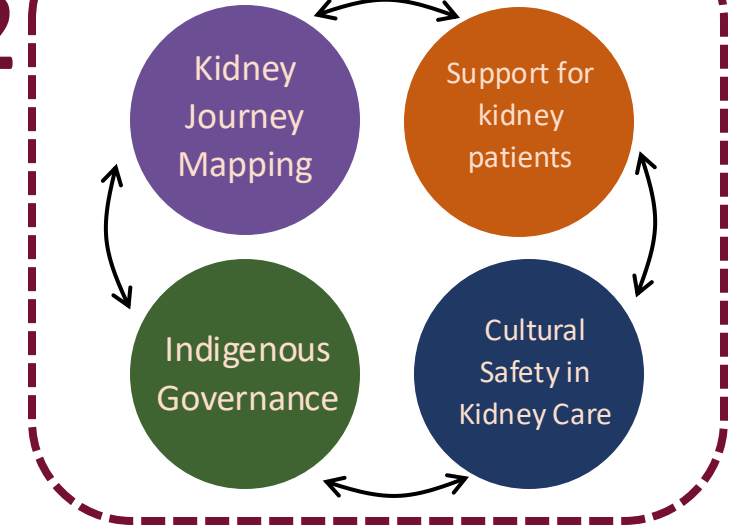 Kidney
Journey
Mapping
Support for
kidney
patients
Indigenous
Governance
Cultural
Safety in
Kidney Care